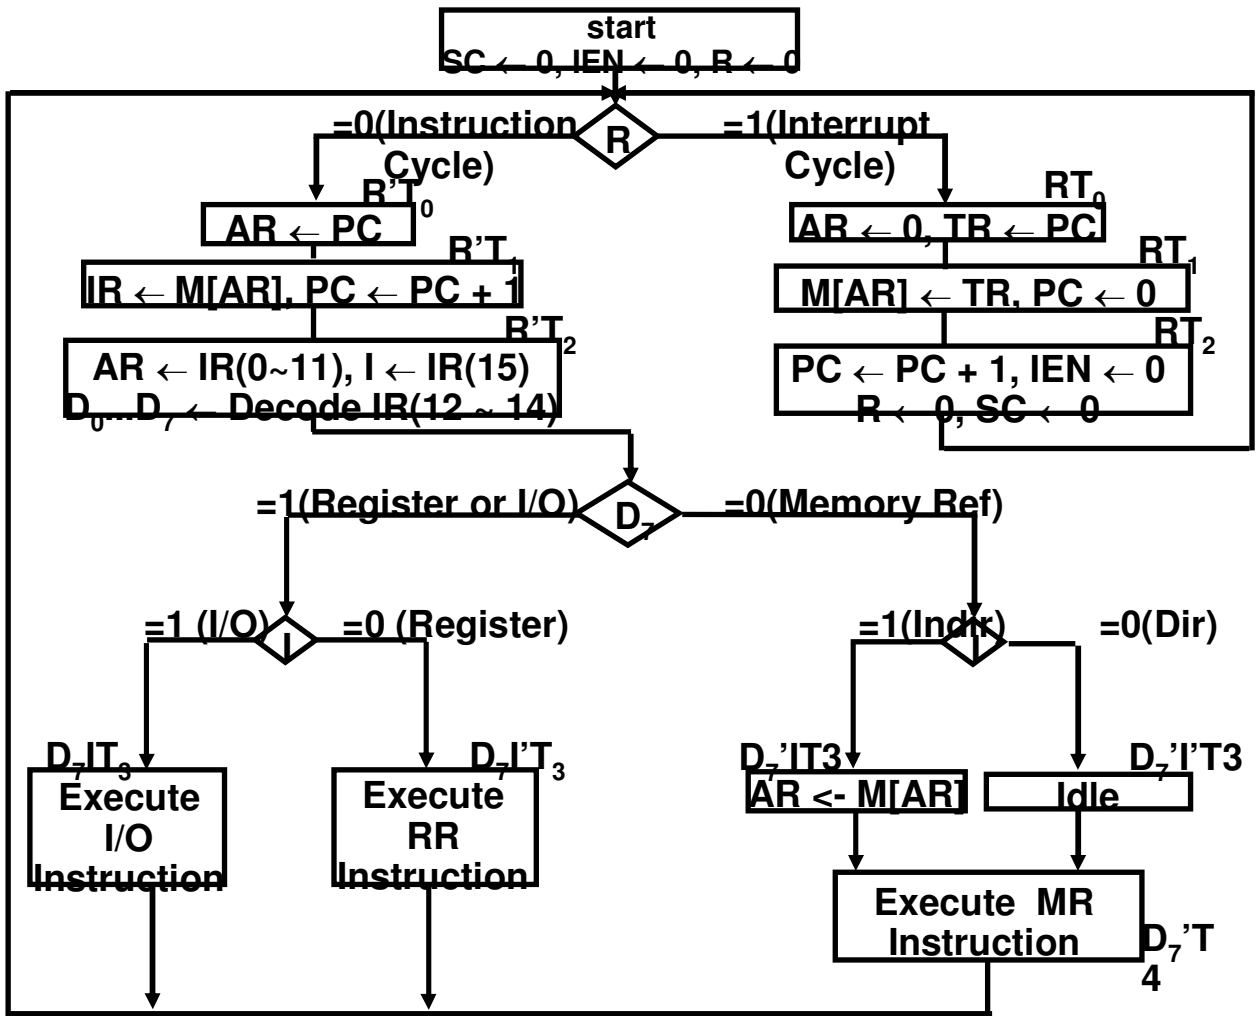 start
SC ← 0, IEN ← 0, R ← 0
=0(Instruction
Cycle)
R
=1(Interrupt
Cycle)
R'T0
AR ← PC
R'T1
IR ← M[AR], PC ← PC + 1
R'T2
AR ← IR(0~11), I ← IR(15)
D0...D7 ← Decode IR(12 ~ 14)
RT0
AR ← 0, TR ← PC
RT1
M[AR] ← TR, PC ← 0
RT2
PC ← PC + 1, IEN ← 0
R ← 0, SC ← 0
=1(Register or I/O)
D7
=0(Memory Ref)
=1 (I/O)
I
=0 (Register)
=1(Indir)
I
=0(Dir)
D7IT3
Execute
I/O
Instruction
D7I'T3
Execute
RR
Instruction
D7'IT3
AR <- M[AR]
D7'I'T3
Idle
Execute MR
Instruction
D7'T
4